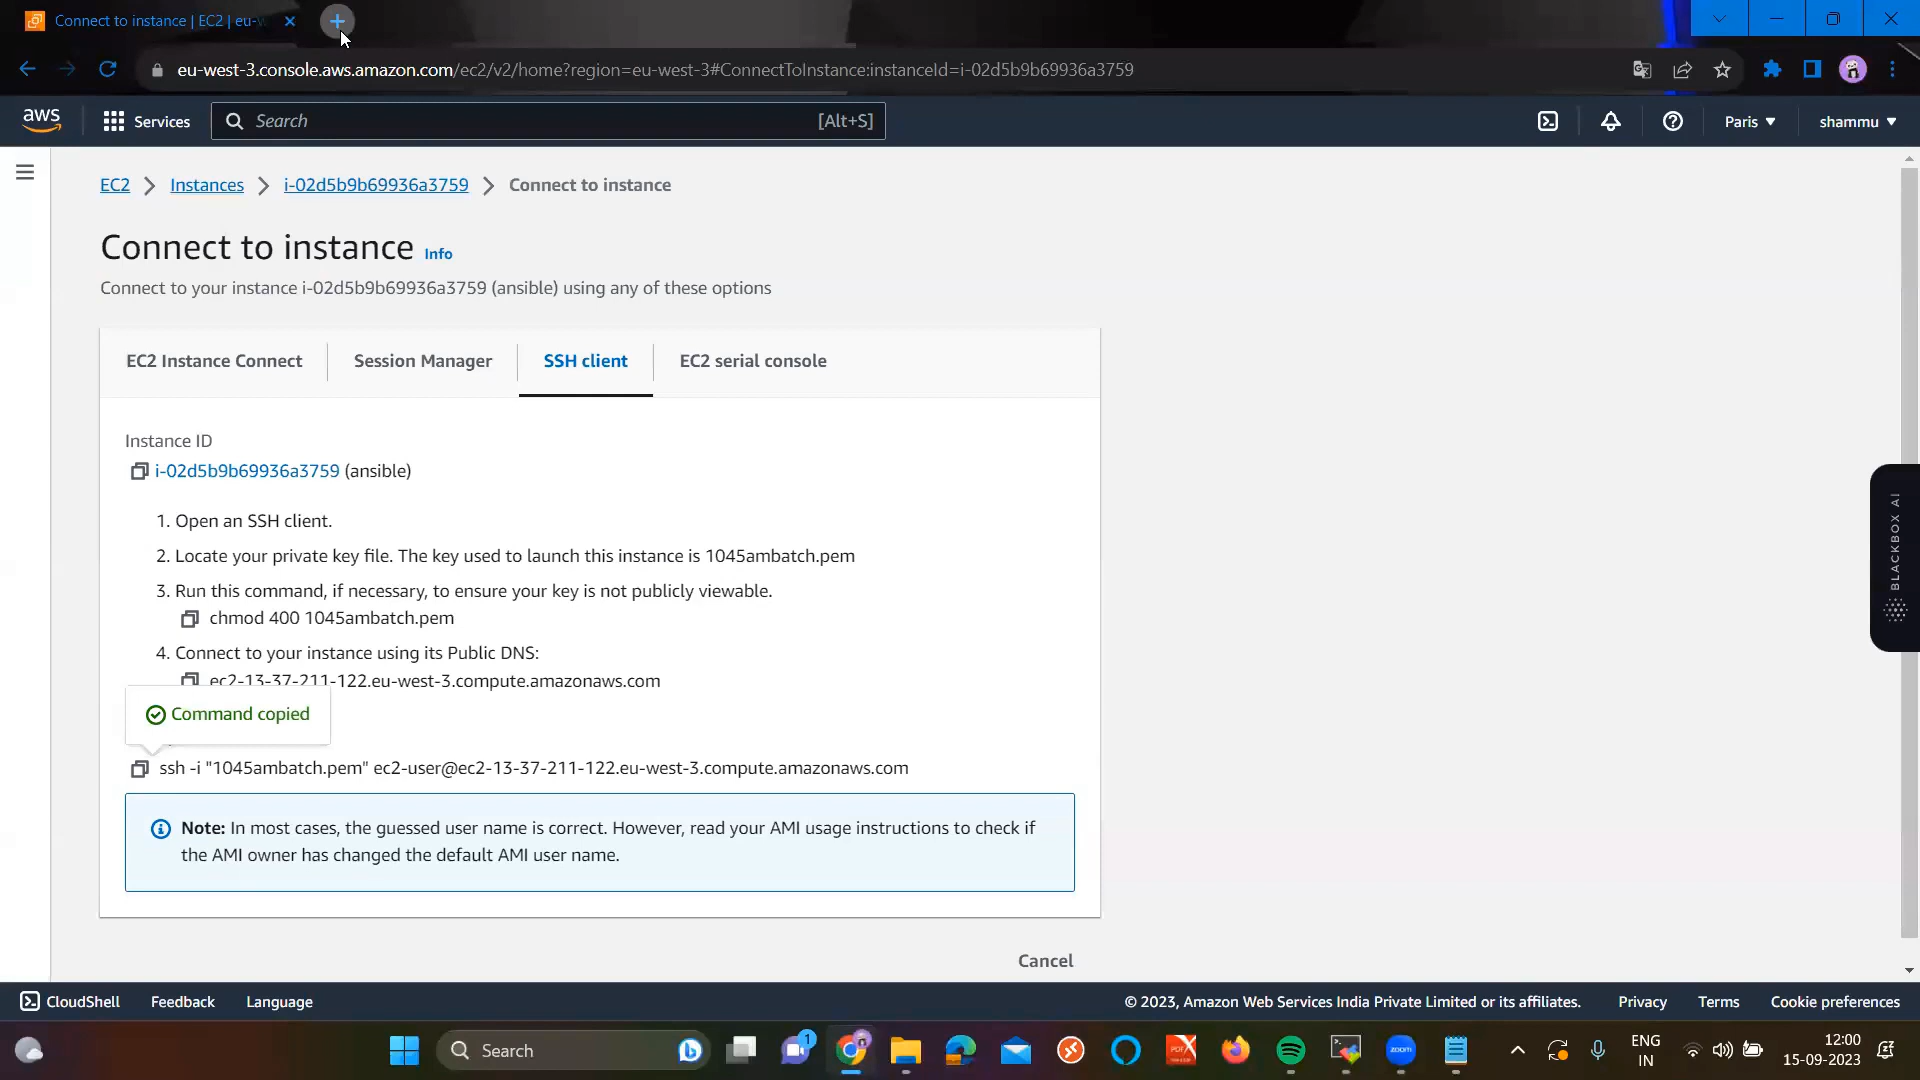 Connect to instance | EC2 | eu-w
eu-west-3.console.aws.amazon.com/ec2/v2/home?region=eu-west-3#ConnectToInstance:instanceId=i-02d5b9b69936a3759
aws
Services
Search
[Alt+S]
Paris
shammu
EC2
Instances
i-02d5b9b69936a3759
Connect to instance
Connect to instance
Info
Connect to your instance i-02d5b9b69936a3759 (ansible) using any of these options
EC2 Instance Connect
Session Manager
SSH client
EC2 serial console
Instance ID
i-02d5b9b69936a3759 (ansible)
1. Open an SSH client.
2. Locate your private key file. The key used to launch this instance is 1045ambatch.pem
3. Run this command, if necessary, to ensure your key is not publicly viewable.
chmod 400 1045ambatch.pem
4. Connect to your instance using its Public DNS:
ec2-13-37-211-122.eu-west-3.compute.amazonaws.com
Command copied
ssh -i "1045ambatch.pem" ec2-user@ec2-13-37-211-122.eu-west-3.compute.amazonaws.com
Note: In most cases, the guessed user name is correct. However, read your AMI usage instructions to check if
the AMI owner has changed the default AMI user name.
Cancel
BLACKBOX AI
CloudShell
Feedback
Language
© 2023, Amazon Web Services India Private Limited or its affiliates.
Privacy
Terms
Cookie preferences
Search
1
PDF
zoom
ENG
IN
12:00
15-09-2023